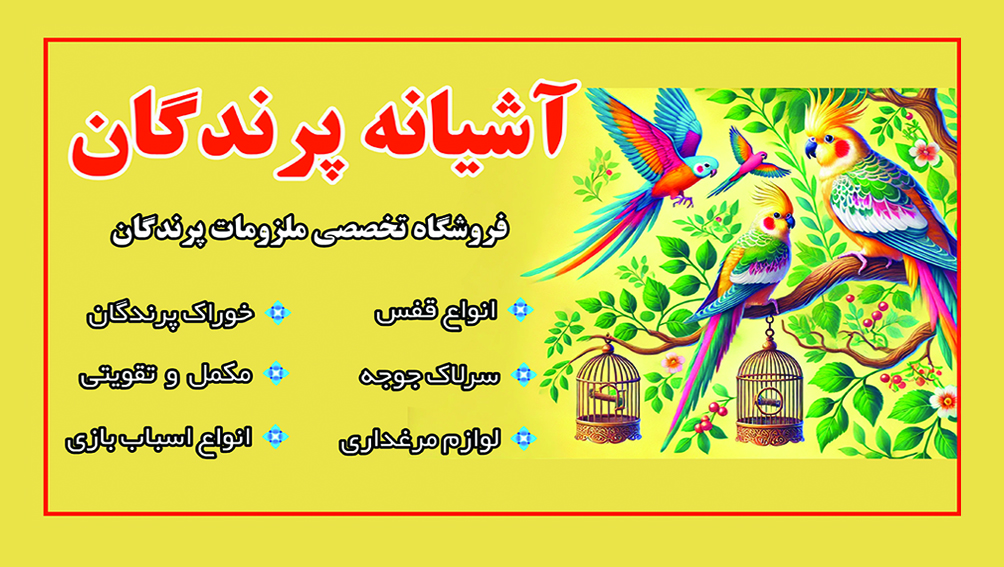 آشیانه پرندگان
فروشگاه تخصصی ملزومات پرندگان
انواع قفس
سرلاک جوجه
لوازم مرغداری
خوراک پرندگان
مکمل و تقویتی
انواع اسباب بازی